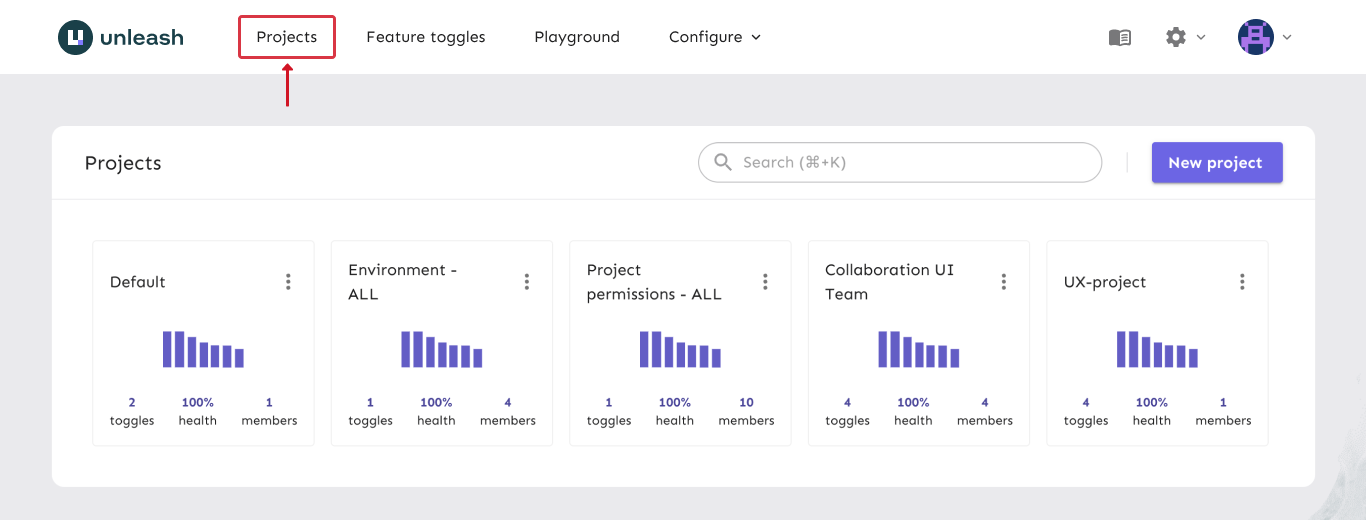 unleash
Projects
Feature toggles
Playground
Configure
Projects
Search (⌘+K)
New project
Default
2 100% 1
toggles health members
Environment -
ALL
1 100% 4
toggles health members
Project
permissions - ALL
1 100% 10
toggles health members
Collaboration UI
Team
4 100% 4
toggles health members
UX-project
4 100% 1
toggles health members